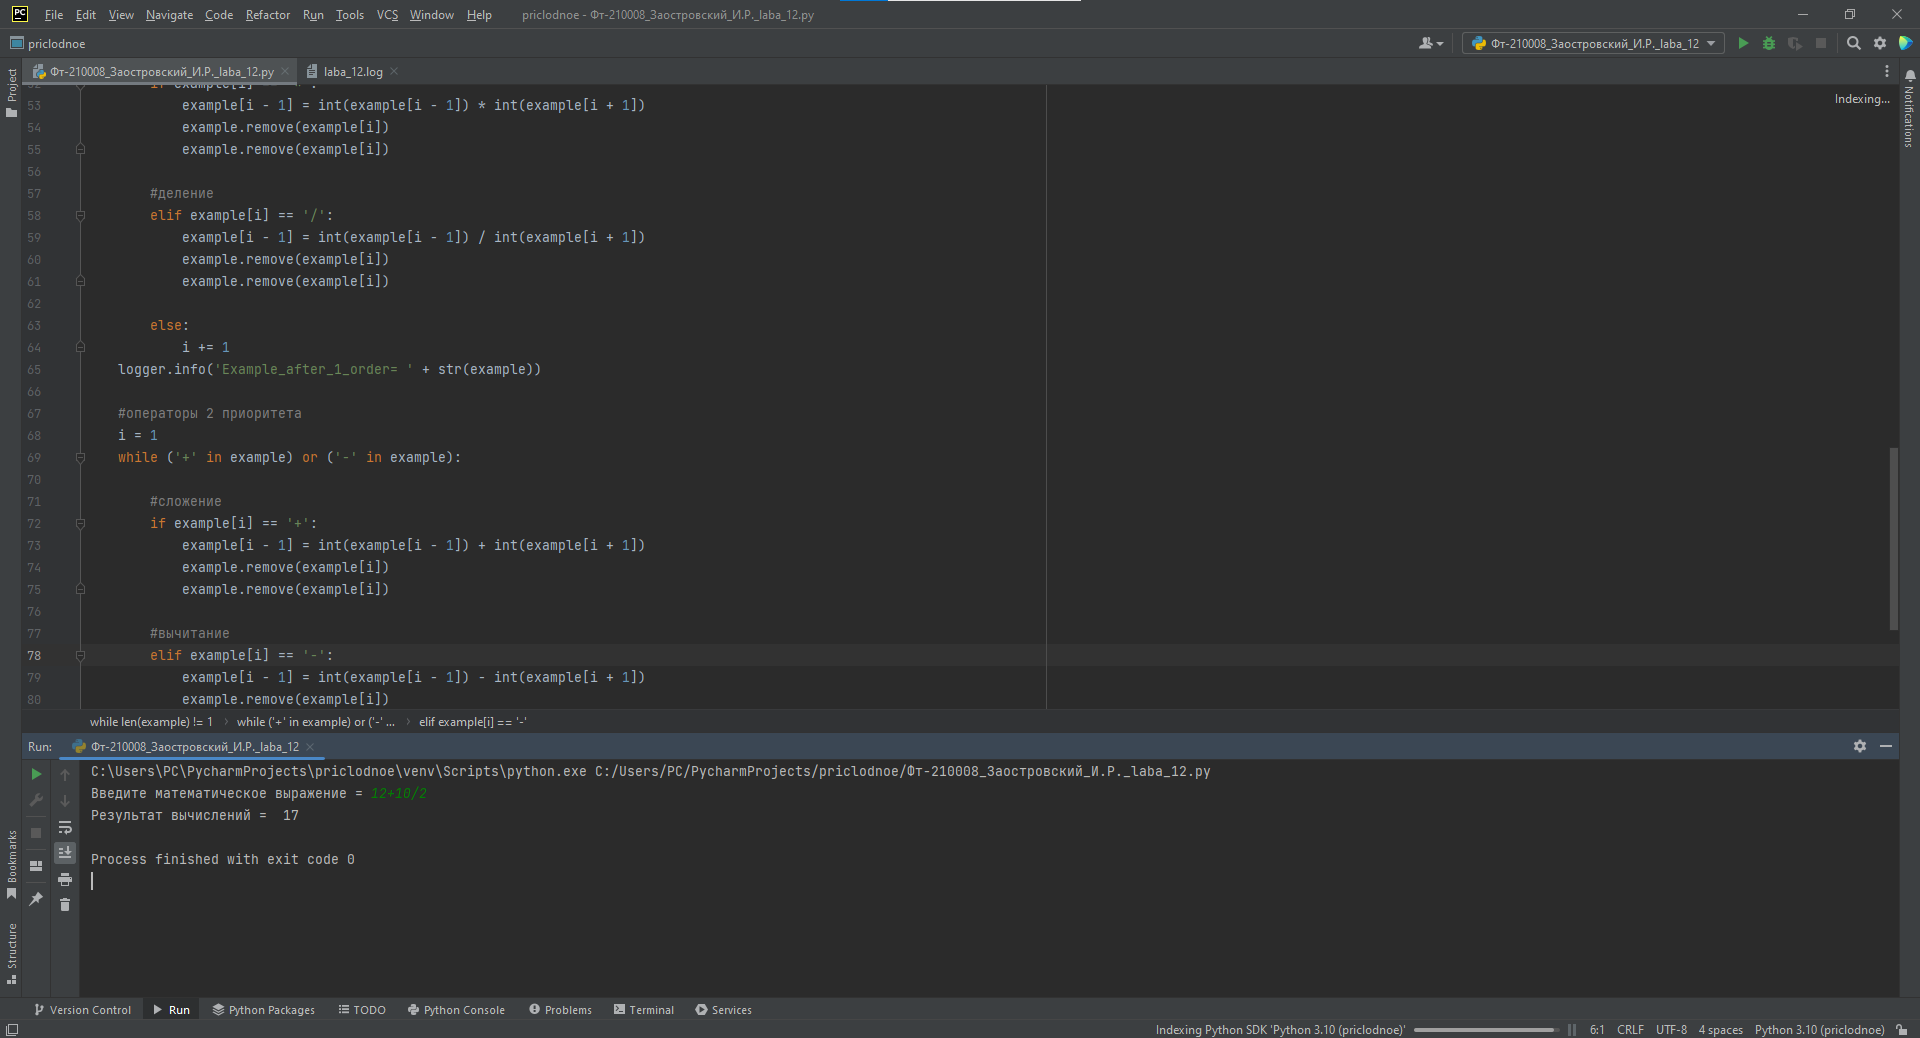 PC File Edit View Navigate Code Refactor Run Tools VCS Window Help priclodnoe - Фт-210008_Заостровский_И.Р._laba_12.py
priclodnoe Фт-210008_Заостровский_И.Р._laba_12
Project Фт-210008_Заостровский_И.Р._laba_12.py laba_12.log Notifications
Indexing...
53 example[i - 1] = int(example[i - 1]) * int(example[i + 1])
54 example.remove(example[i])
55 example.remove(example[i])
56
57 #деление
58 elif example[i] == '/':
59 example[i - 1] = int(example[i - 1]) / int(example[i + 1])
60 example.remove(example[i])
61 example.remove(example[i])
62
63 else:
64 i += 1
65 logger.info('Example_after_1_order= ' + str(example))
66
67 #операторы 2 приоритета
68 i = 1
69 while ('+' in example) or ('-' in example):
70
71 #сложение
72 if example[i] == '+':
73 example[i - 1] = int(example[i - 1]) + int(example[i + 1])
74 example.remove(example[i])
75 example.remove(example[i])
76
77 #вычитание
78 elif example[i] == '-':
79 example[i - 1] = int(example[i - 1]) - int(example[i + 1])
80 example.remove(example[i])
while len(example) != 1 › while ('+' in example) or ('-' ... › elif example[i] == '-'
Run: Фт-210008_Заостровский_И.Р._laba_12
C:\Users\PC\PycharmProjects\priclodnoe\venv\Scripts\python.exe C:/Users/PC/PycharmProjects/priclodnoe/Фт-210008_Заостровский_И.Р._laba_12.py
Введите математическое выражение = 12+10/2
Результат вычислений =  17
Process finished with exit code 0
Bookmarks
Structure
Version Control Run Python Packages TODO Python Console Problems Terminal Services
Indexing Python SDK 'Python 3.10 (priclodnoe)' 6:1 CRLF UTF-8 4 spaces Python 3.10 (priclodnoe)